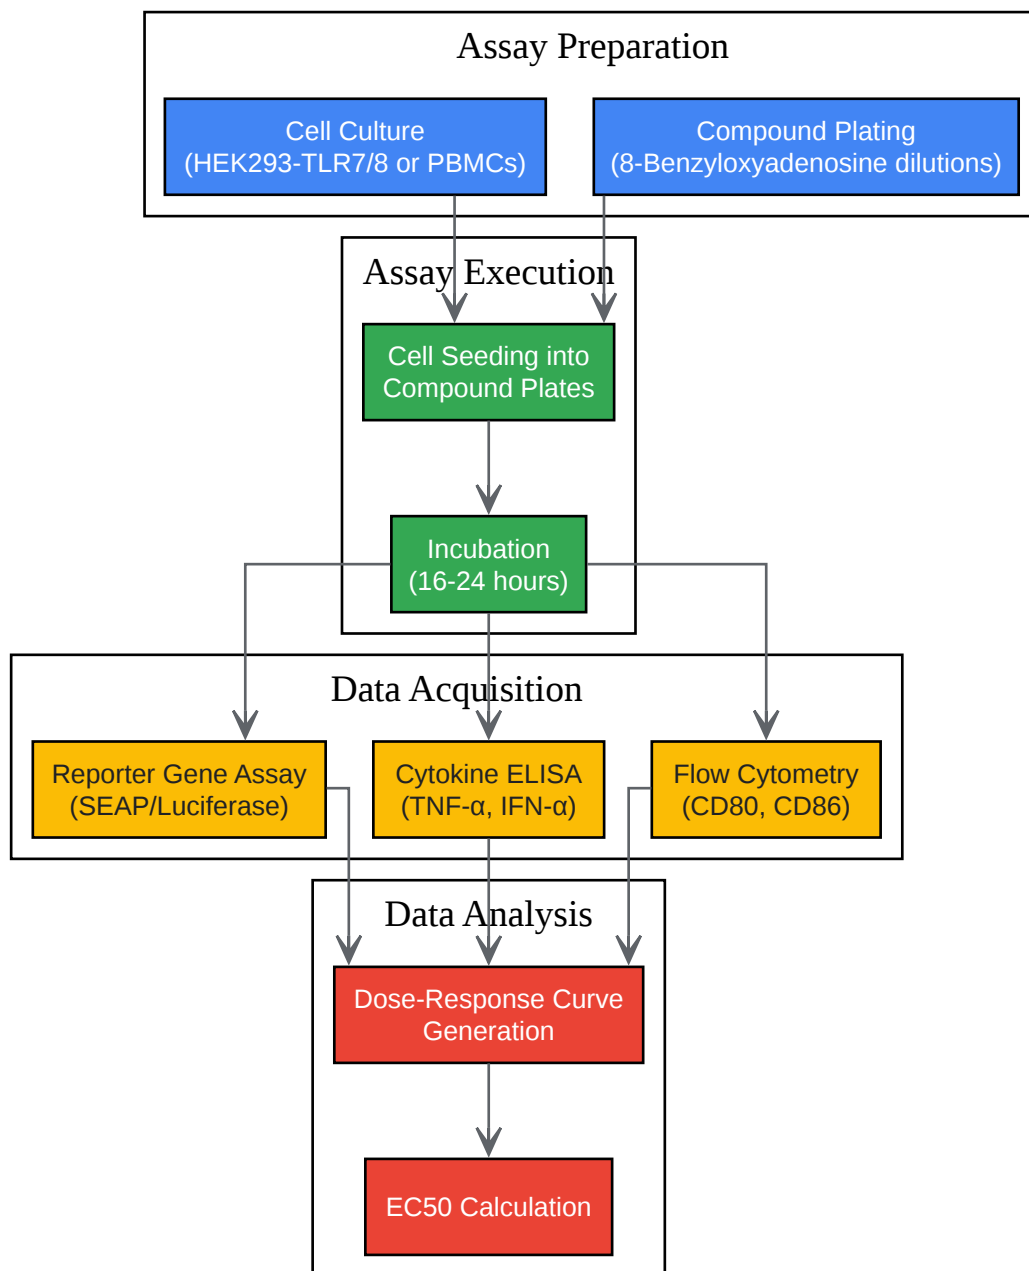 Assay Preparation
Cell Culture
(HEK293-TLR7/8 or PBMCs)
Compound Plating
(8-Benzyloxyadenosine dilutions)
Assay Execution
Cell Seeding into
Compound Plates
Incubation
(16-24 hours)
Data Acquisition
Reporter Gene Assay
(SEAP/Luciferase)
Cytokine ELISA
(TNF-α, IFN-α)
Flow Cytometry
(CD80, CD86)
Data Analysis
Dose-Response Curve
Generation
EC50 Calculation